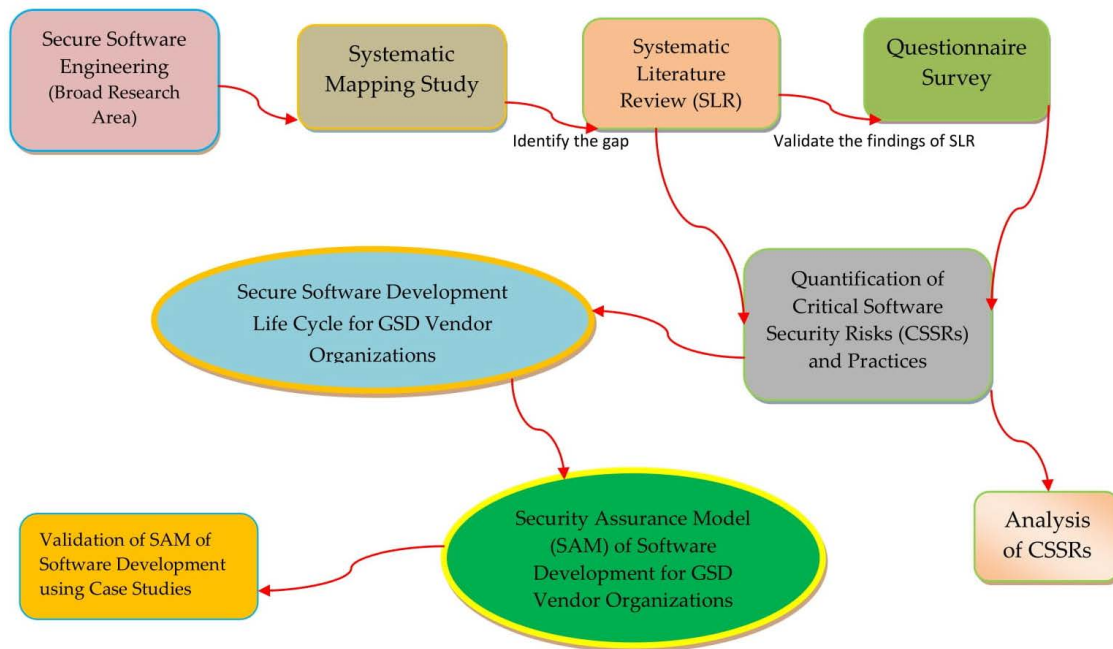 Secure Software
Engineering
(Broad Research
Area)
Systematic
Mapping Study
Systematic
Literature
Review (SLR)
Questionnaire
Survey
Identify the gap
Validate the findings of SLR
Secure Software Development
Life Cycle for GSD Vendor
Organizations
Quantification of
Critical Software
Security Risks (CSSRs)
and Practices
Security Assurance Model
(SAM) of Software
Development for GSD
Vendor Organizations
Analysis
of CSSRs
Validation of SAM of
Software Development
using Case Studies